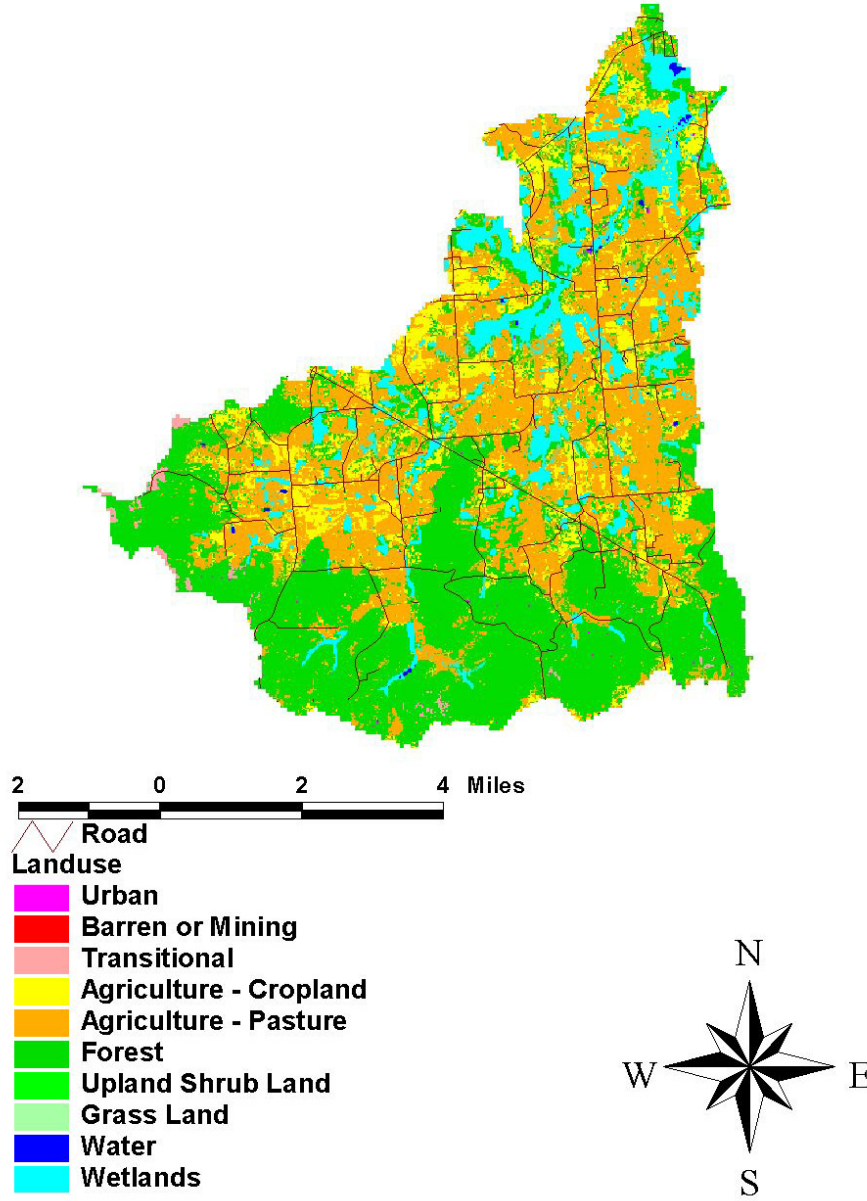 2 0 2 4 Miles
Road
Landuse
Urban
Barren or Mining
Transitional
Agriculture - Cropland
Agriculture - Pasture
Forest
Upland Shrub Land
Grass Land
Water
Wetlands
N
W E
S